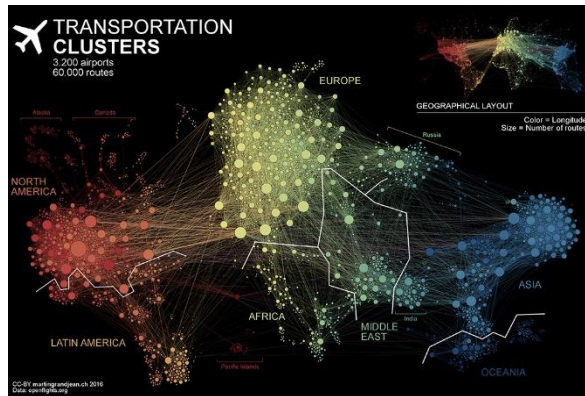 TRANSPORTATION
CLUSTERS
3.200 airports
60.000 routes
EUROPE
GEOGRAPHICAL LAYOUT
Color = Longitude
Size = Number of routes
Alaska
Canada
Russia
NORTH
AMERICA
ASIA
AFRICA
MIDDLE
EAST
India
LATIN AMERICA
Pacific Islands
OCEANIA
CC-BY martingrandjean.ch 2016
Data: openflights.org